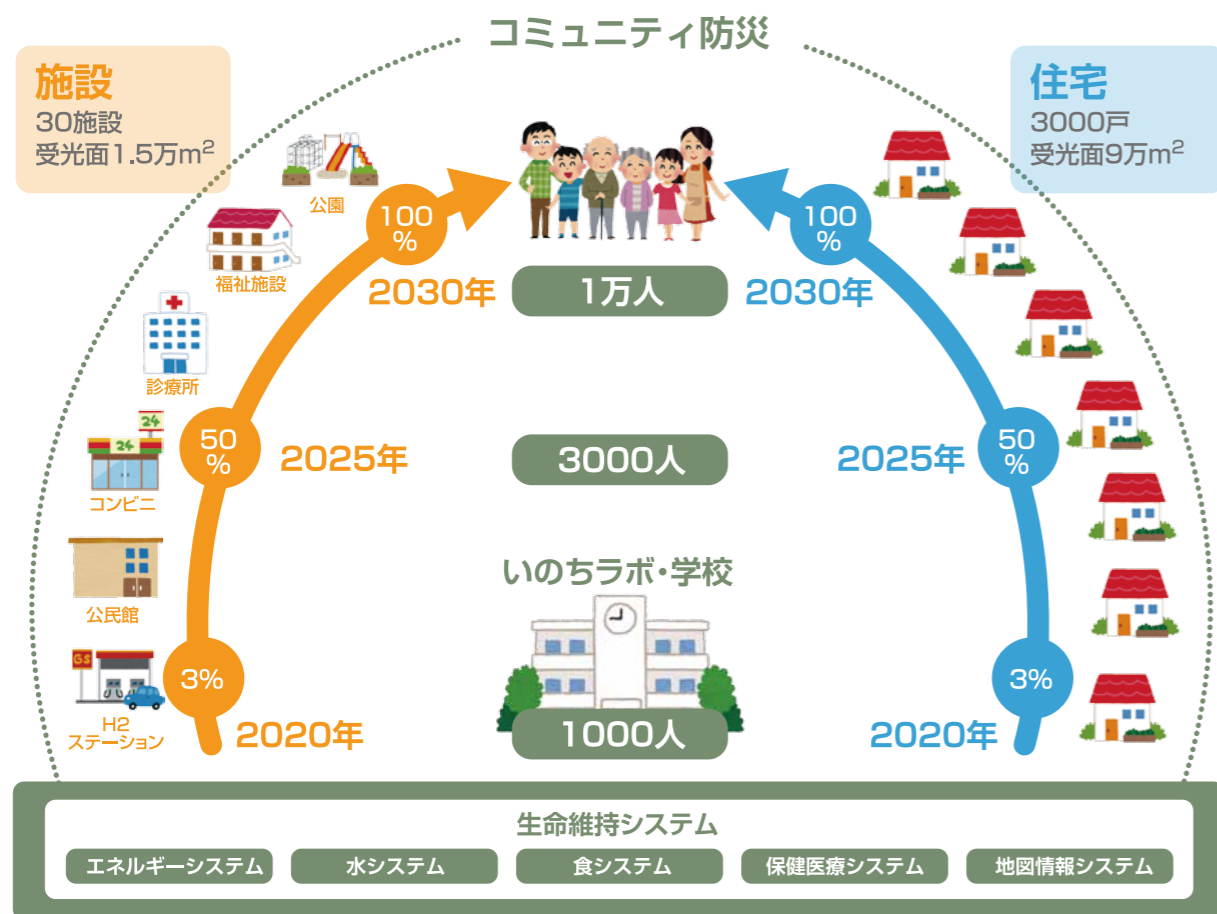 コミュニティ防災
施設
30施設
受光面1.5万m²
住宅
3000戸
受光面9万m²
公園
福祉施設
診療所
24
24
コンビニ
公民館
GS
H2
ステーション
100
%
2030年
50
%
2025年
3%
2020年
1万人
3000人
いのちラボ・学校
1000人
100
%
2030年
50
%
2025年
3%
2020年
生命維持システム
エネルギーシステム
水システム
食システム
保健医療システム
地図情報システム